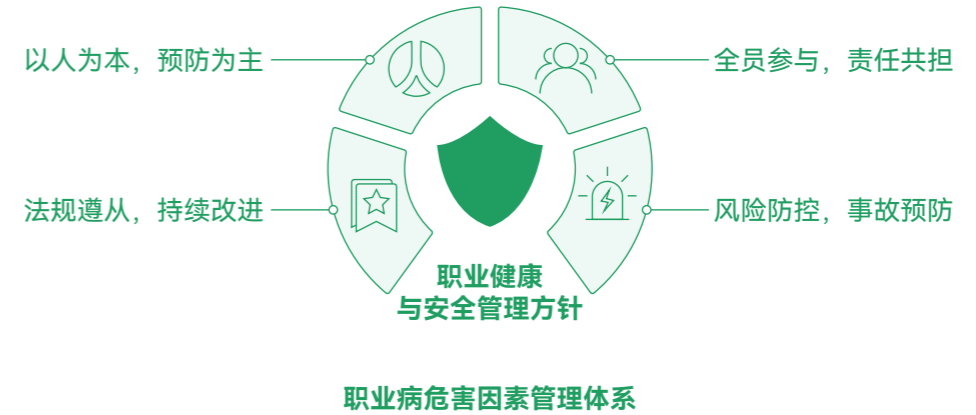 以人为本，预防为主
全员参与，责任共担
法规遵从，持续改进
风险防控，事故预防
职业健康
与安全管理方针
职业病危害因素管理体系